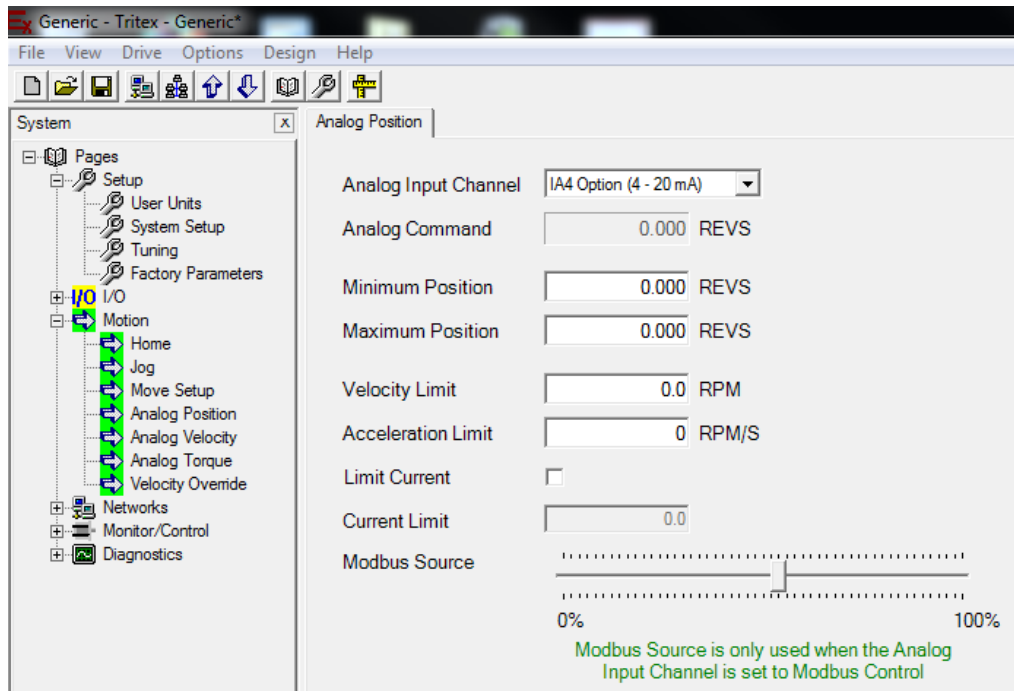 Ex Generic - Tritex - Generic*
File View Drive Options Design Help
System x
Pages
Setup
User Units
System Setup
Tuning
Factory Parameters
I/O I/O
Motion
Home
Jog
Move Setup
Analog Position
Analog Velocity
Analog Torque
Velocity Override
Networks
Monitor/Control
Diagnostics
Analog Position
Analog Input Channel IA4 Option (4 - 20 mA)
Analog Command 0.000 REVS
Minimum Position 0.000 REVS
Maximum Position 0.000 REVS
Velocity Limit 0.0 RPM
Acceleration Limit 0 RPM/S
Limit Current
Current Limit 0.0
Modbus Source
0% 100%
Modbus Source is only used when the Analog
Input Channel is set to Modbus Control